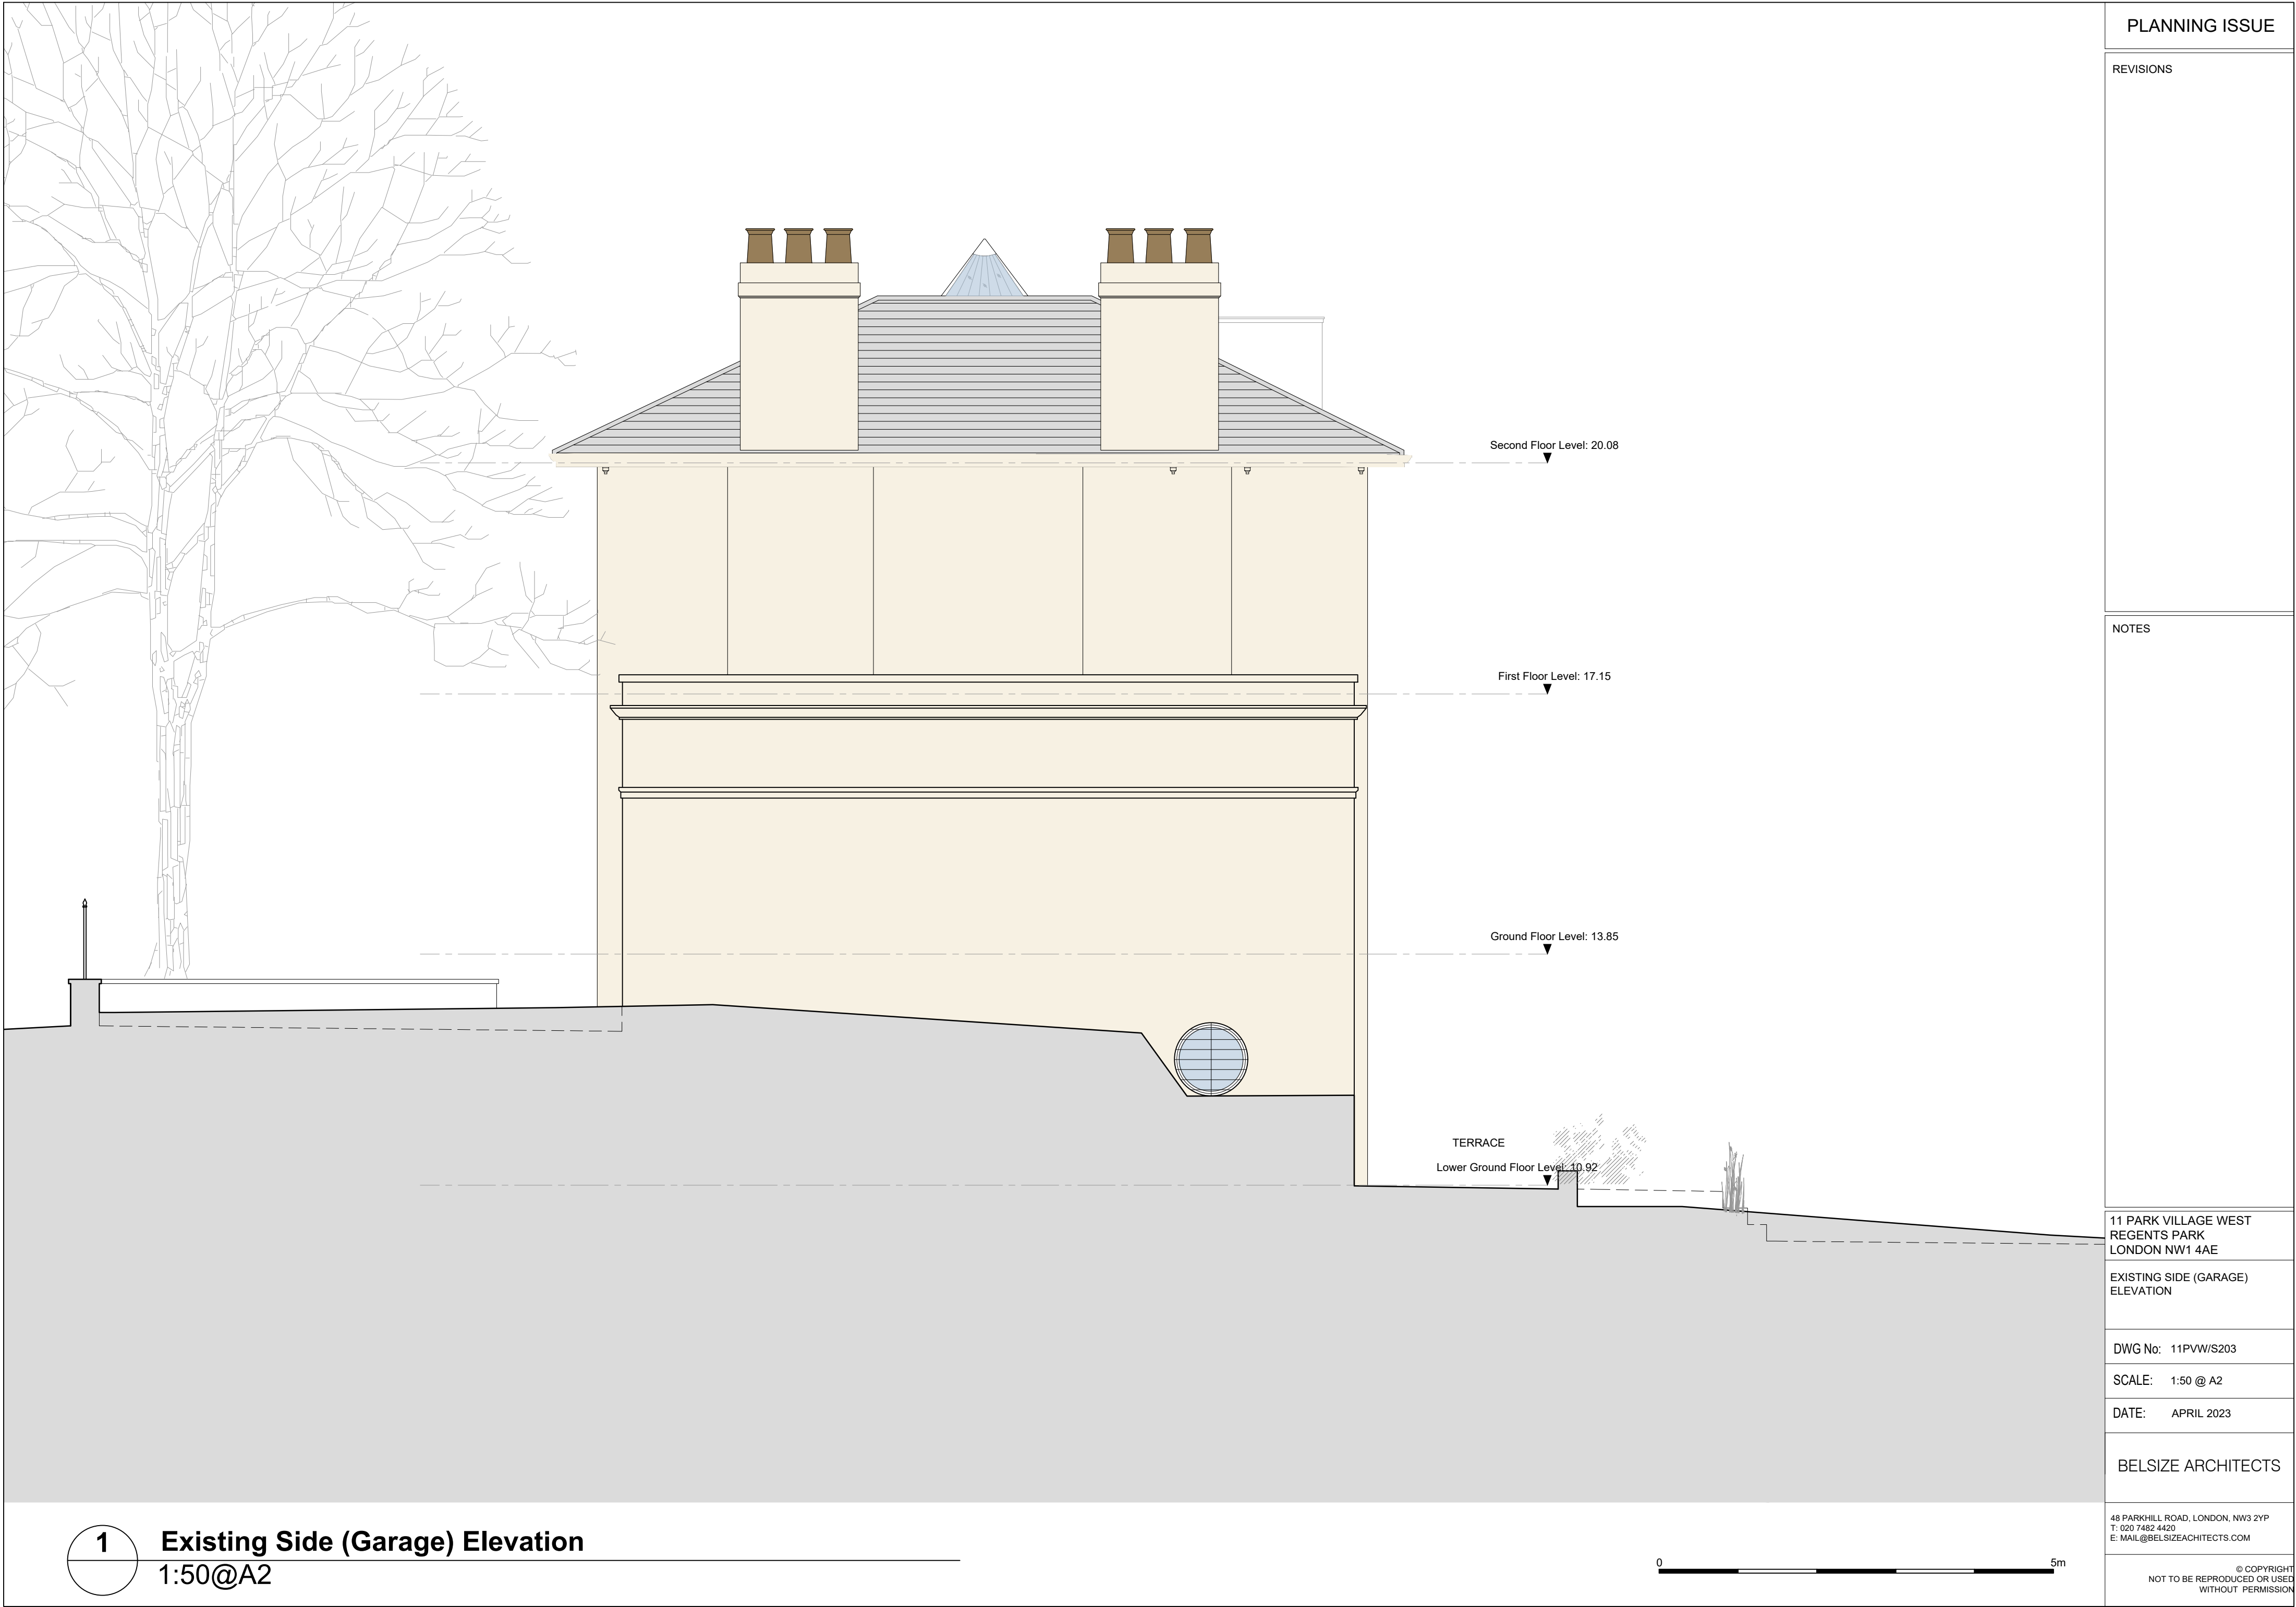 PLANNING ISSUE
REVISIONS
NOTES
Second Floor Level: 20.08
First Floor Level: 17.15
Ground Floor Level: 13.85
TERRACE
Lower Ground Floor Level: 10.92
11 PARK VILLAGE WEST
REGENTS PARK
LONDON NW1 4AE
EXISTING SIDE (GARAGE)
ELEVATION
DWG No: 11PVW/S203
SCALE: 1:50 @ A2
DATE: APRIL 2023
BELSIZE ARCHITECTS
48 PARKHILL ROAD, LONDON, NW3 2YP
T: 020 7482 4420
E: MAIL@BELSIZEACHITECTS.COM
© COPYRIGHT
NOT TO BE REPRODUCED OR USED
WITHOUT PERMISSION
1 Existing Side (Garage) Elevation
1:50@A2
0 5m